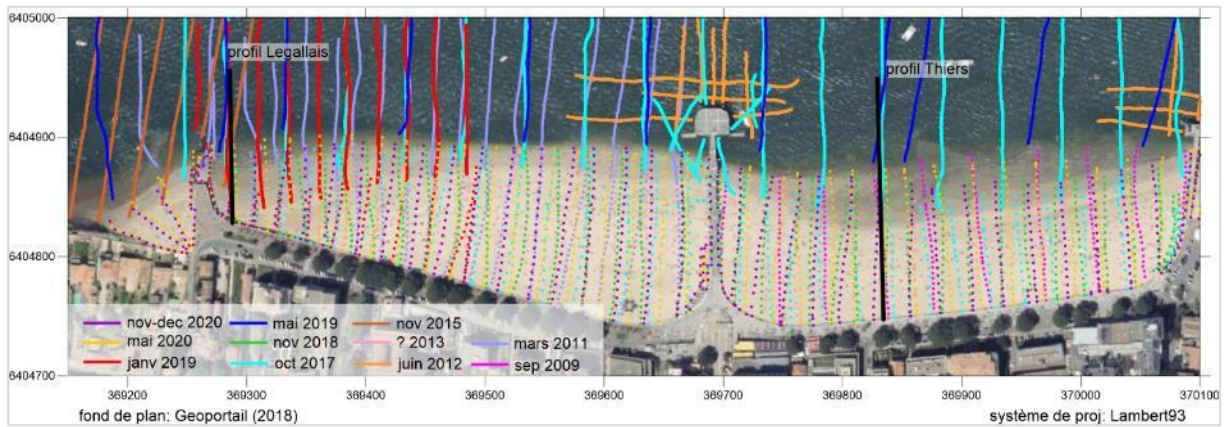 6405000
profil Legallais
profil Thiers
6404900
6404800
nov-dec 2020
mai 2019
nov 2015
mai 2020
nov 2018
? 2013
mars 2011
janv 2019
oct 2017
juin 2012
sep 2009
6404700
369200
369300
369400
369500
369600
369700
369800
369900
370000
370100
fond de plan: Geoportail (2018)
système de proj: Lambert93